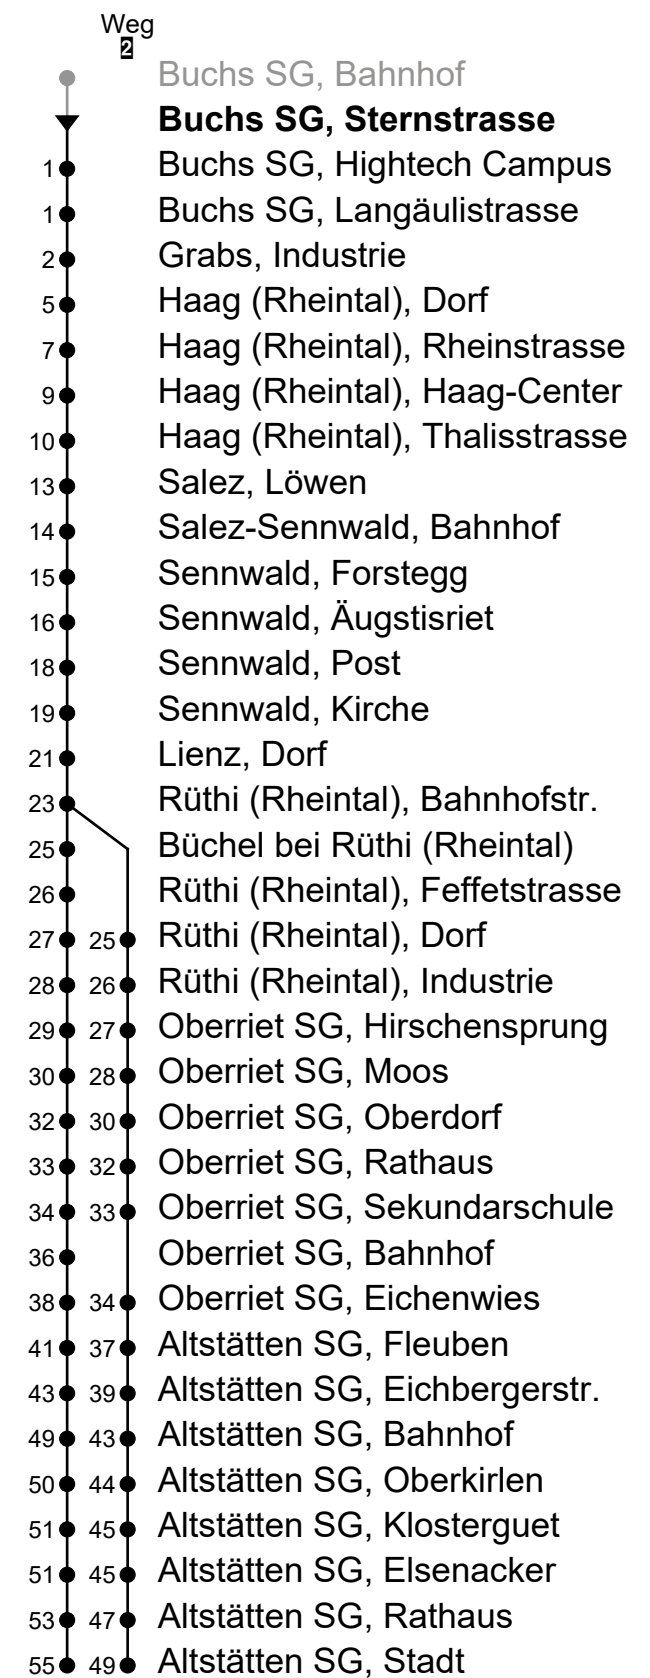 Weg
2
Buchs SG, Bahnhof
Buchs SG, Sternstrasse
1 Buchs SG, Hightech Campus
1 Buchs SG, Langäulistrasse
2 Grabs, Industrie
5 Haag (Rheintal), Dorf
7 Haag (Rheintal), Rheinstrasse
9 Haag (Rheintal), Haag-Center
10 Haag (Rheintal), Thalisstrasse
13 Salez, Löwen
14 Salez-Sennwald, Bahnhof
15 Sennwald, Forstegg
16 Sennwald, Äugstisriet
18 Sennwald, Post
19 Sennwald, Kirche
21 Lienz, Dorf
23 Rüthi (Rheintal), Bahnhofstr.
25 Büchel bei Rüthi (Rheintal)
26 Rüthi (Rheintal), Feffetstrasse
27 25 Rüthi (Rheintal), Dorf
28 26 Rüthi (Rheintal), Industrie
29 27 Oberriet SG, Hirschensprung
30 28 Oberriet SG, Moos
32 30 Oberriet SG, Oberdorf
33 32 Oberriet SG, Rathaus
34 33 Oberriet SG, Sekundarschule
36 Oberriet SG, Bahnhof
38 34 Oberriet SG, Eichenwies
41 37 Altstätten SG, Fleuben
43 39 Altstätten SG, Eichbergerstr.
49 43 Altstätten SG, Bahnhof
50 44 Altstätten SG, Oberkirlen
51 45 Altstätten SG, Klosterguet
51 45 Altstätten SG, Elsenacker
53 47 Altstätten SG, Rathaus
55 49 Altstätten SG, Stadt